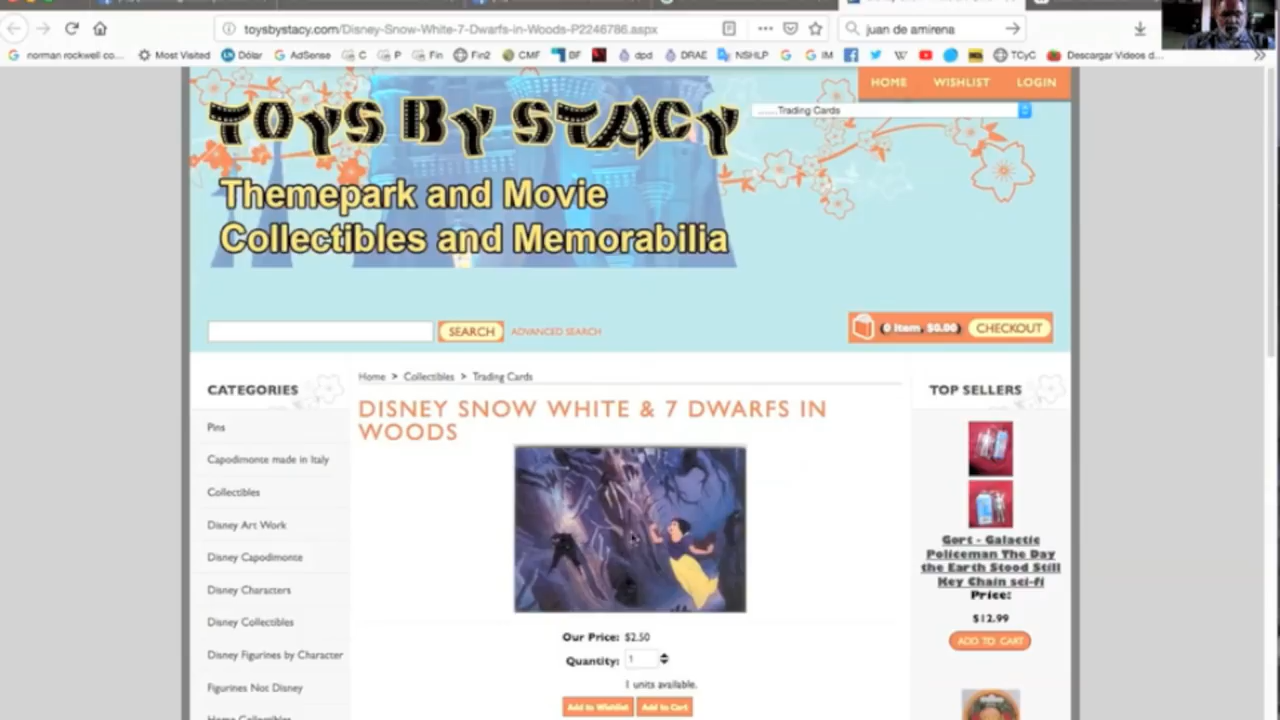 toysbystacy.com/Disney-Snow-White-7-Dwarfs-in-Woods-P2246786.aspx
juan de amirena
norman rockwell co...
Most Visited
Dólar
AdSense
C
P
Fin
Fin2
CMF
BF
dpd
DRAE
NSHLP
G
IM
W
TCyC
Descargar Videos d...
HOME
WISHLIST
LOGIN
TOYS BY STACY
......Trading Cards
Themepark and Movie
Collectibles and Memorabilia
SEARCH
ADVANCED SEARCH
(0 Item, $0.00)
CHECKOUT
CATEGORIES
Pins
Capodimonte made in Italy
Collectibles
Disney Art Work
Disney Capodimonte
Disney Characters
Disney Collectibles
Disney Figurines by Character
Figurines Not Disney
Home Collectibles
Home > Collectibles > Trading Cards
DISNEY SNOW WHITE & 7 DWARFS IN
WOODS
Our Price: $2.50
Quantity: 1
1 units available.
Add to Wishlist
Add to Cart
TOP SELLERS
Gort - Galactic
Policeman The Day
the Earth Stood Still
Key Chain sci-fi
Price:
$12.99
ADD TO CART